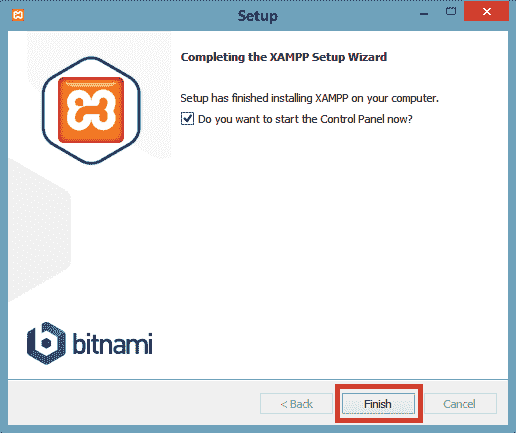 Setup
Completing the XAMPP Setup Wizard
Setup has finished installing XAMPP on your computer.
Do you want to start the Control Panel now?
bitnami
< Back
Finish
Cancel